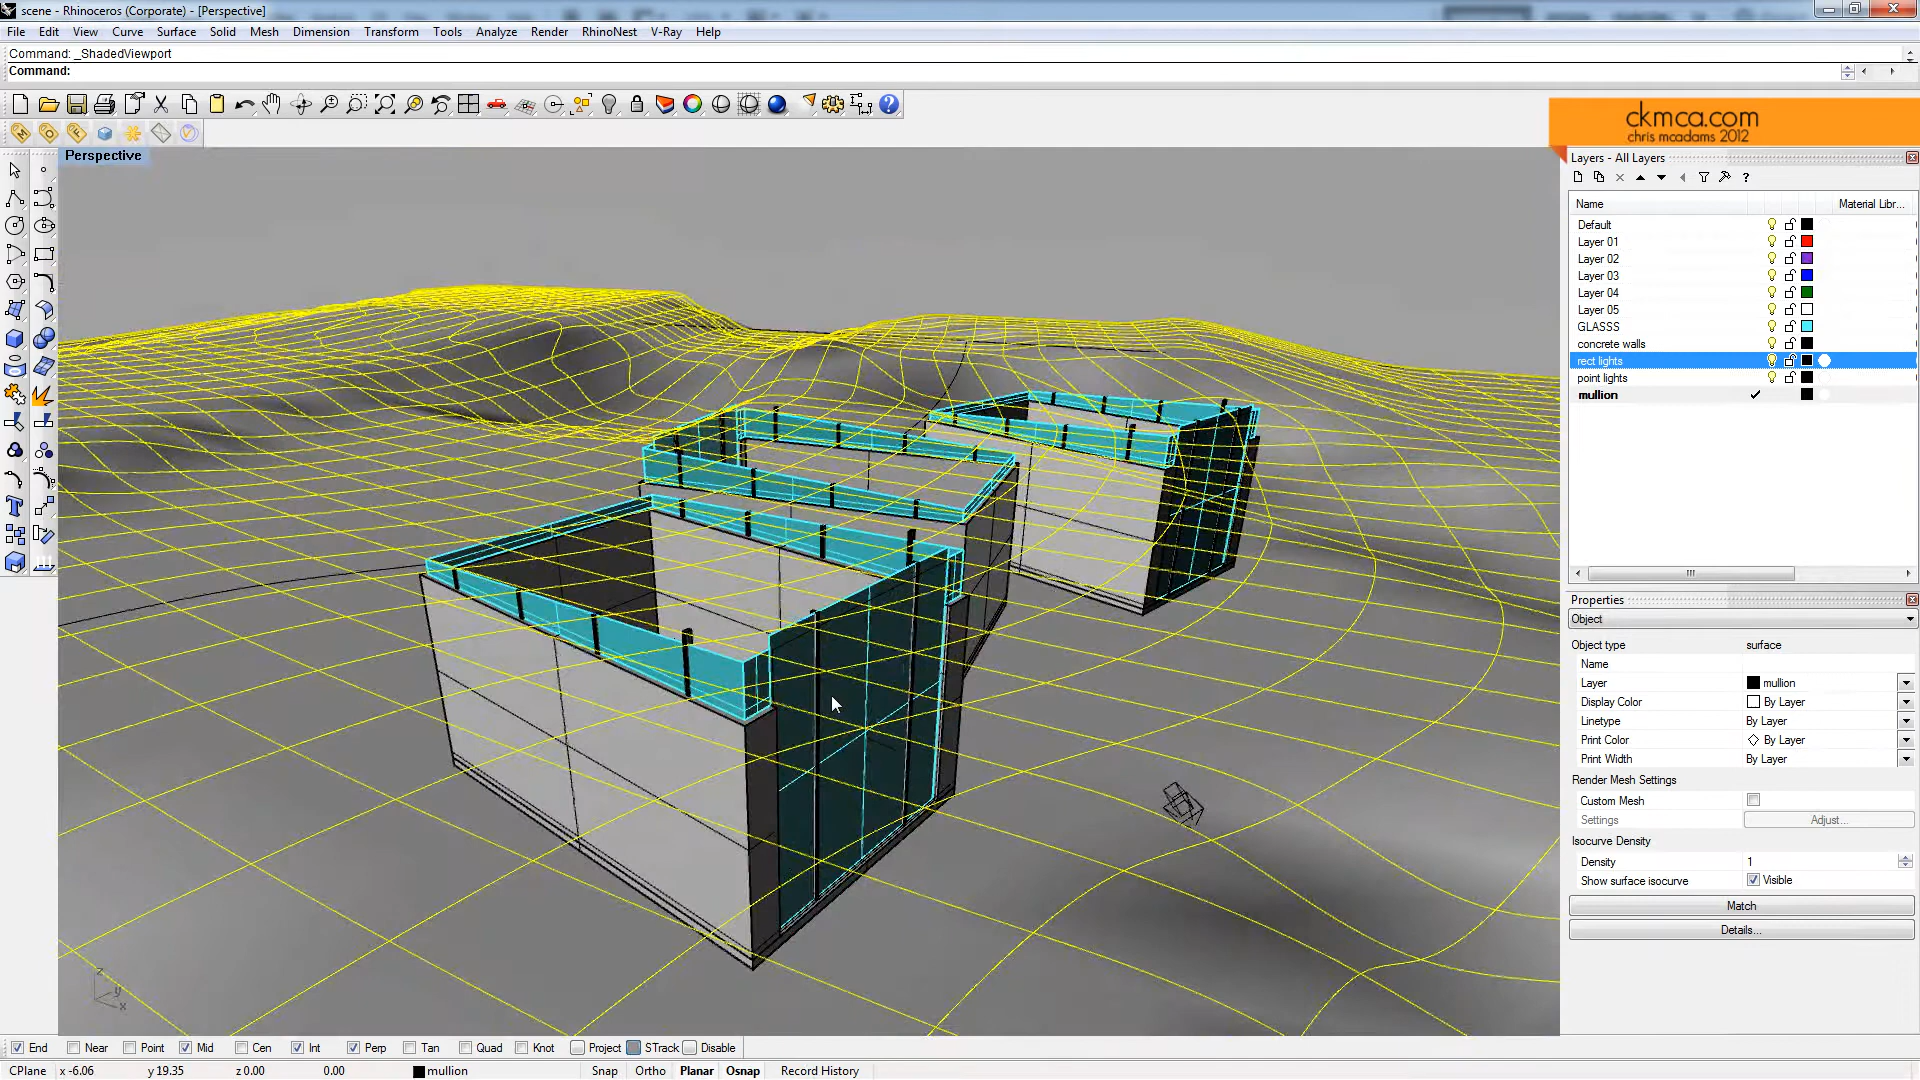 scene - Rhinoceros (Corporate) - [Perspective]
File Edit View Curve Surface Solid Mesh Dimension Transform Tools Analyze Render RhinoNest V-Ray Help
Command: _ShadedViewport
Command:
ckmca.com
chris mcadams 2012
Perspective
Layers - All Layers
Name Material Libr...
Default
Layer 01
Layer 02
Layer 03
Layer 04
Layer 05
GLASSS
concrete walls
rect lights
point lights
mullion
Properties
Object
Object type surface
Name
Layer mullion
Display Color By Layer
Linetype By Layer
Print Color By Layer
Print Width By Layer
Render Mesh Settings
Custom Mesh
Settings Adjust...
Isocurve Density
Density 1
Show surface isocurve Visible
Match
Details...
z
y
x
End Near Point Mid Cen Int Perp Tan Quad Knot Project STrack Disable
CPlane x -6.06 y 19.35 z 0.00 0.00 mullion Snap Ortho Planar Osnap Record History